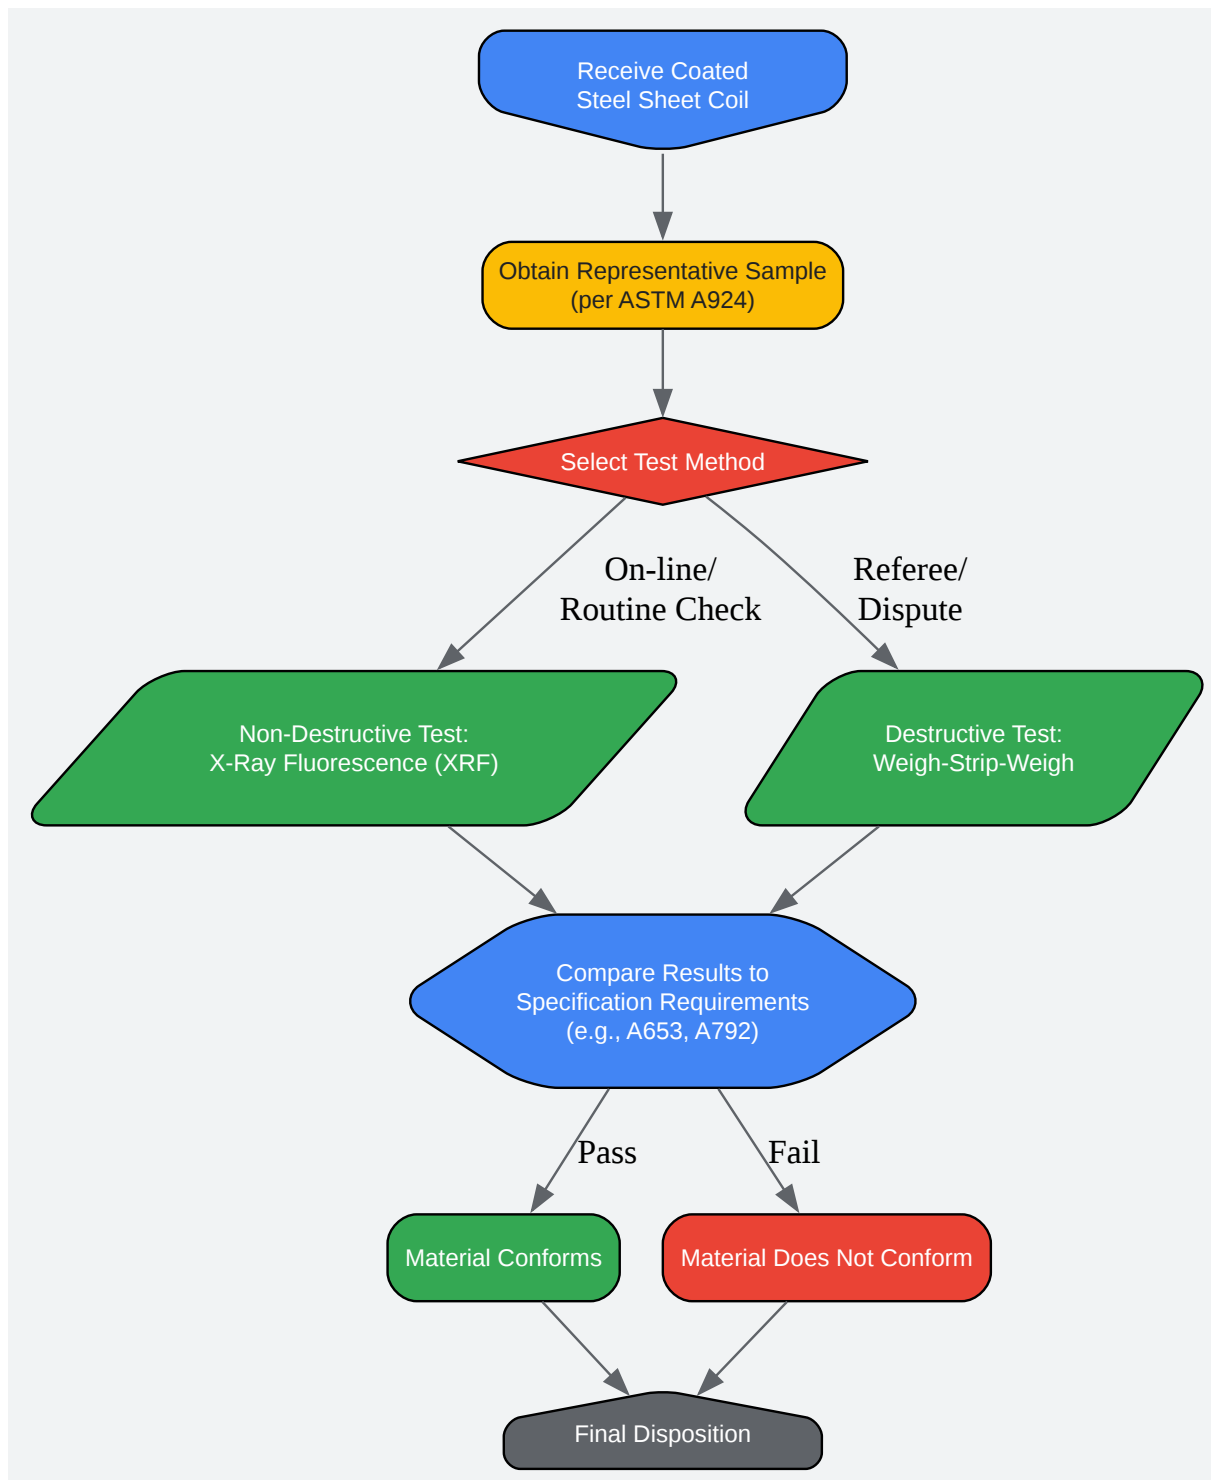 Receive Coated
Steel Sheet Coil
Obtain Representative Sample
(per ASTM A924)
Select Test Method
On-line/
Routine Check
Referee/
Dispute
Non-Destructive Test:
X-Ray Fluorescence (XRF)
Destructive Test:
Weigh-Strip-Weigh
Compare Results to
Specification Requirements
(e.g., A653, A792)
Pass
Fail
Material Conforms
Material Does Not Conform
Final Disposition